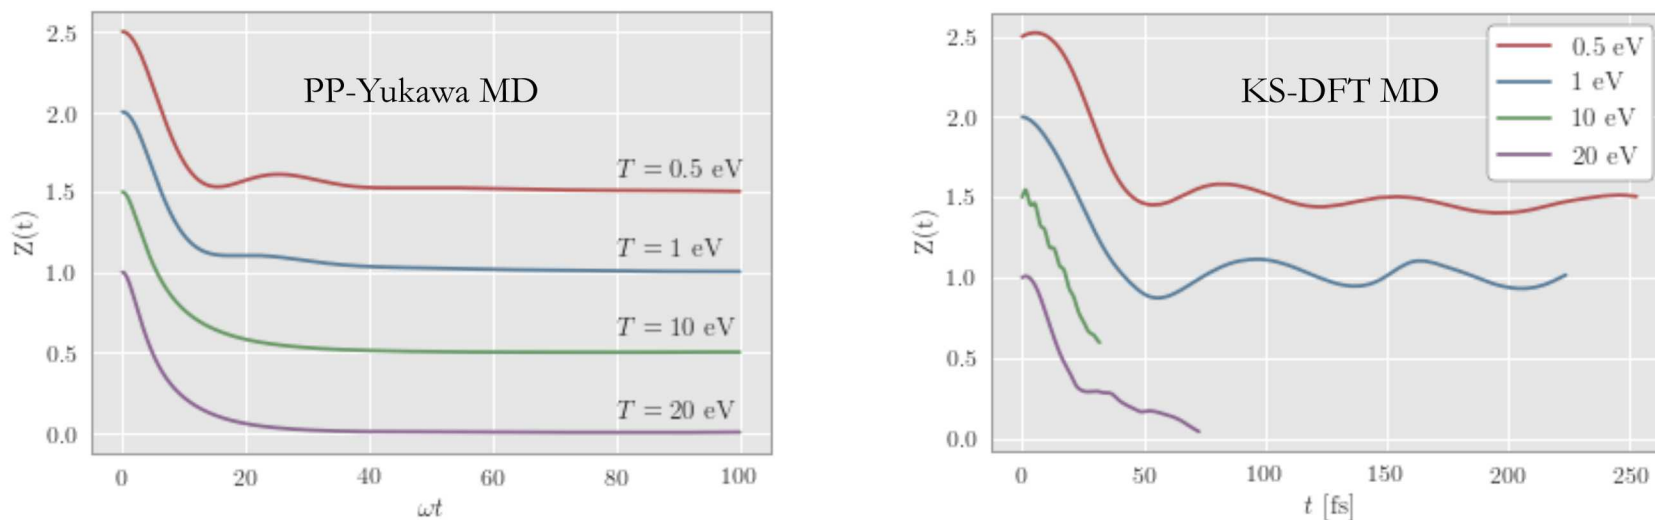 PP-Yukawa MD
2.5
2.0
1.5
1.0
0.5
0.0
Z(t)
T = 0.5 eV
T = 1 eV
T = 10 eV
T = 20 eV
0 20 40 60 80 100
ωt
KS-DFT MD
0.5 eV
1 eV
10 eV
20 eV
2.5
2.0
1.5
1.0
0.5
0.0
Z(t)
0 50 100 150 200 250
t [fs]